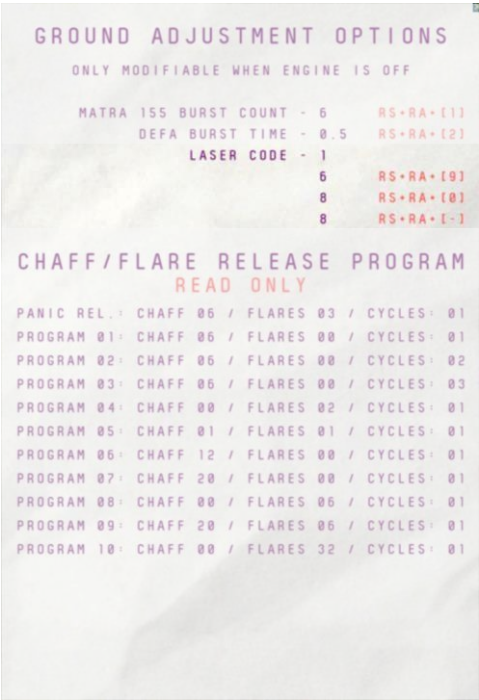 GROUND ADJUSTMENT OPTIONS
ONLY MODIFIABLE WHEN ENGINE IS OFF
MATRA 155 BURST COUNT - 6 RS+RA+[1]
DEFA BURST TIME - 0.5 RS+RA+[2]
LASER CODE - 1
6 RS+RA+[9]
8 RS+RA+[0]
8 RS+RA+[-]
CHAFF/FLARE RELEASE PROGRAM
READ ONLY
PANIC REL.: CHAFF 06 / FLARES 03 / CYCLES: 01
PROGRAM 01: CHAFF 06 / FLARES 00 / CYCLES: 01
PROGRAM 02: CHAFF 06 / FLARES 00 / CYCLES: 02
PROGRAM 03: CHAFF 06 / FLARES 00 / CYCLES: 03
PROGRAM 04: CHAFF 00 / FLARES 02 / CYCLES: 01
PROGRAM 05: CHAFF 01 / FLARES 01 / CYCLES: 01
PROGRAM 06: CHAFF 12 / FLARES 00 / CYCLES: 01
PROGRAM 07: CHAFF 20 / FLARES 00 / CYCLES: 01
PROGRAM 08: CHAFF 00 / FLARES 06 / CYCLES: 01
PROGRAM 09: CHAFF 20 / FLARES 06 / CYCLES: 01
PROGRAM 10: CHAFF 00 / FLARES 32 / CYCLES: 01